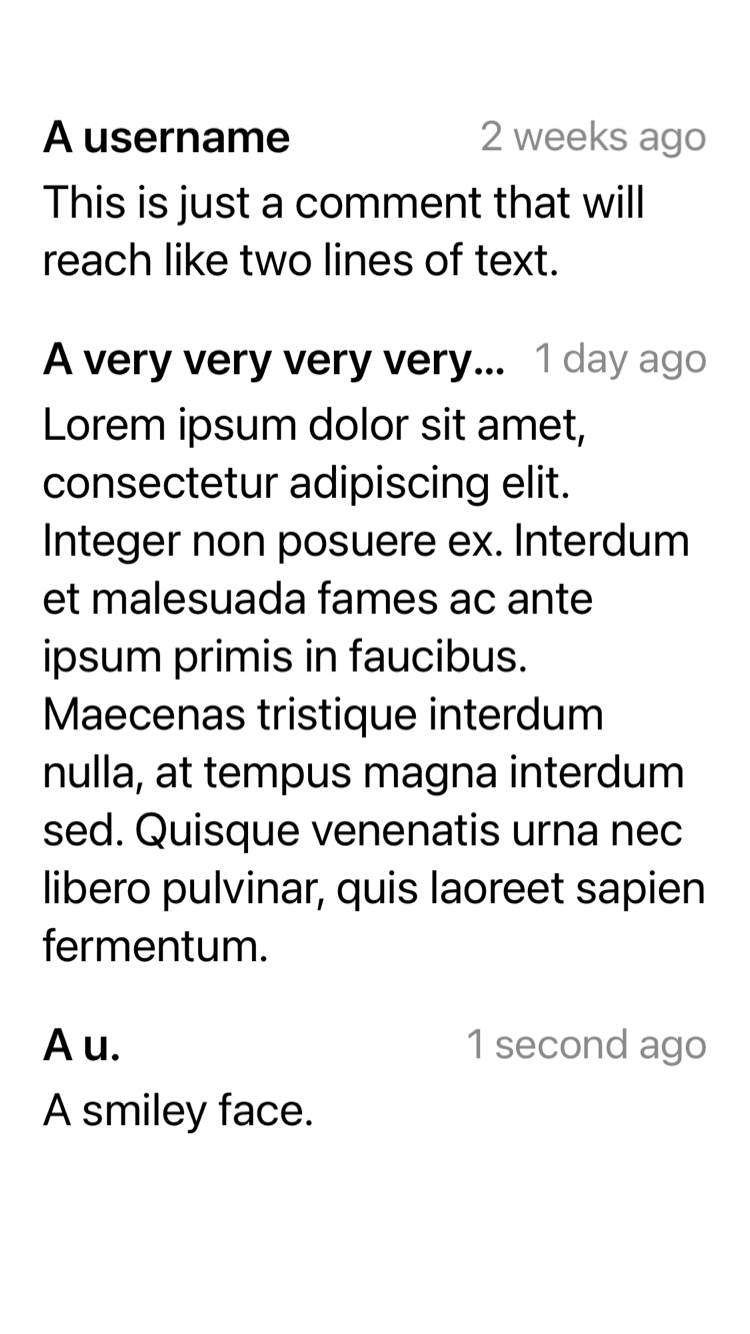 A username 2 weeks ago
This is just a comment that will
reach like two lines of text.
A very very very very... 1 day ago
Lorem ipsum dolor sit amet,
consectetur adipiscing elit.
Integer non posuere ex. Interdum
et malesuada fames ac ante
ipsum primis in faucibus.
Maecenas tristique interdum
nulla, at tempus magna interdum
sed. Quisque venenatis urna nec
libero pulvinar, quis laoreet sapien
fermentum.
A u. 1 second ago
A smiley face.